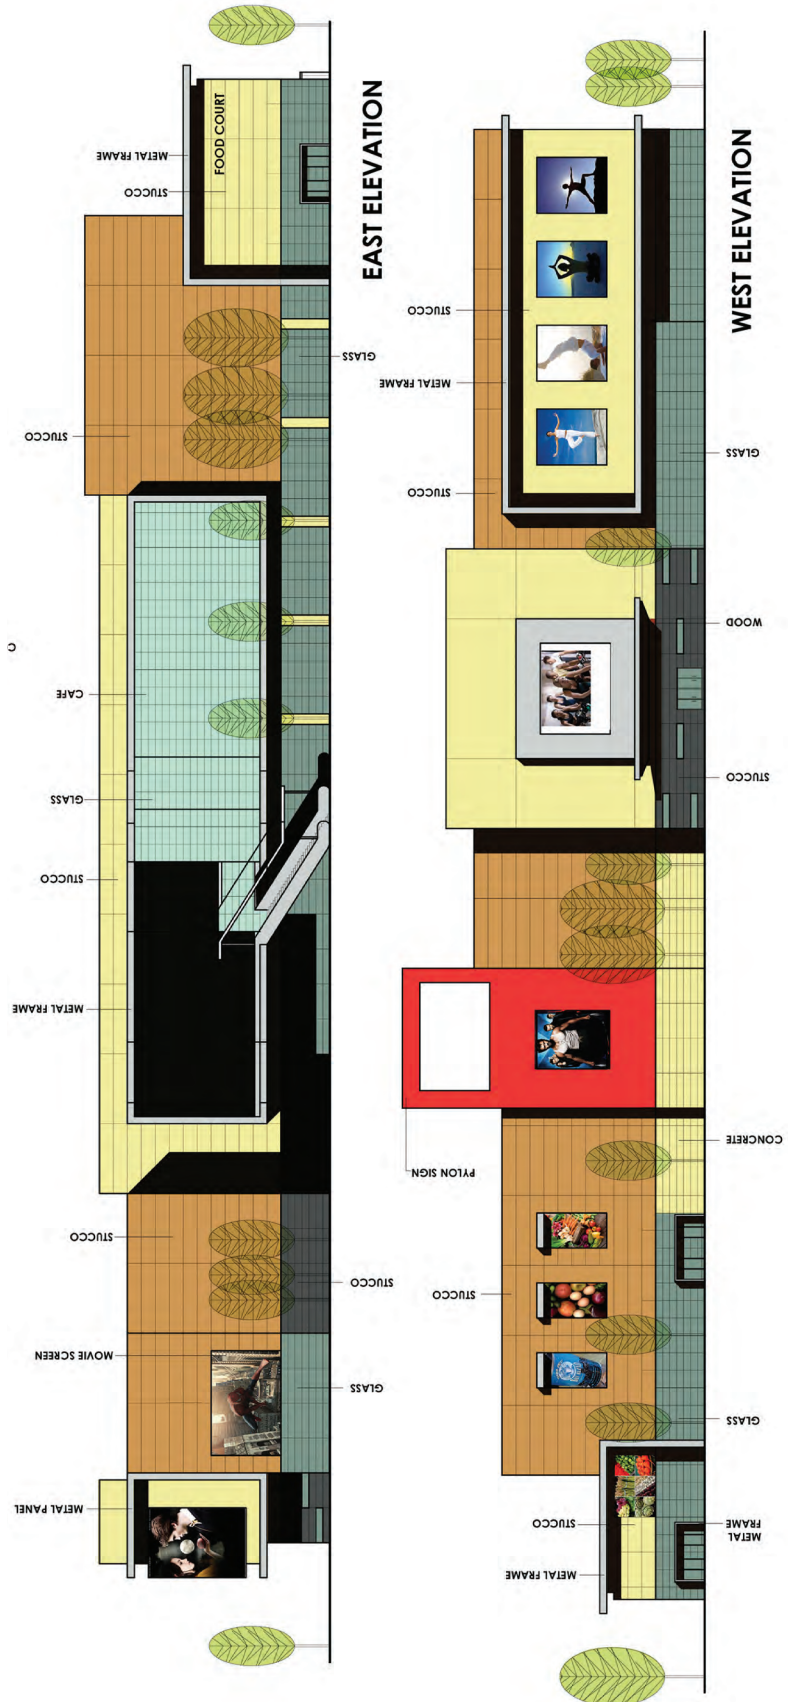 EAST ELEVATION
METAL FRAME
STUCCO
FOOD COURT
GLASS
STUCCO
CAFE
GLASS
STUCCO
METAL FRAME
STUCCO
STUCCO
MOVIE SCREEN
GLASS
METAL PANEL
WEST ELEVATION
STUCCO
METAL FRAME
GLASS
STUCCO
WOOD
STUCCO
PYLON SIGN
CONCRETE
STUCCO
GLASS
STUCCO
METAL
FRAME
METAL FRAME
O